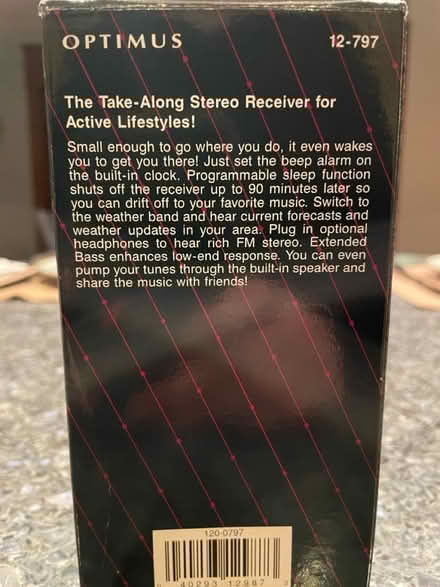 OPTIMUS 12-797
The Take-Along Stereo Receiver for
Active Lifestyles!
Small enough to go where you do, it even wakes
you to get you there! Just set the beep alarm on
the built-in clock. Programmable sleep function
shuts off the receiver up to 90 minutes later so
you can drift off to your favorite music. Switch to
the weather band and hear current forecasts and
weather updates in your area. Plug in optional
headphones to hear rich FM stereo. Extended
Bass enhances low-end response. You can even
pump your tunes through the built-in speaker and
share the music with friends!
120-0797
40293 12987